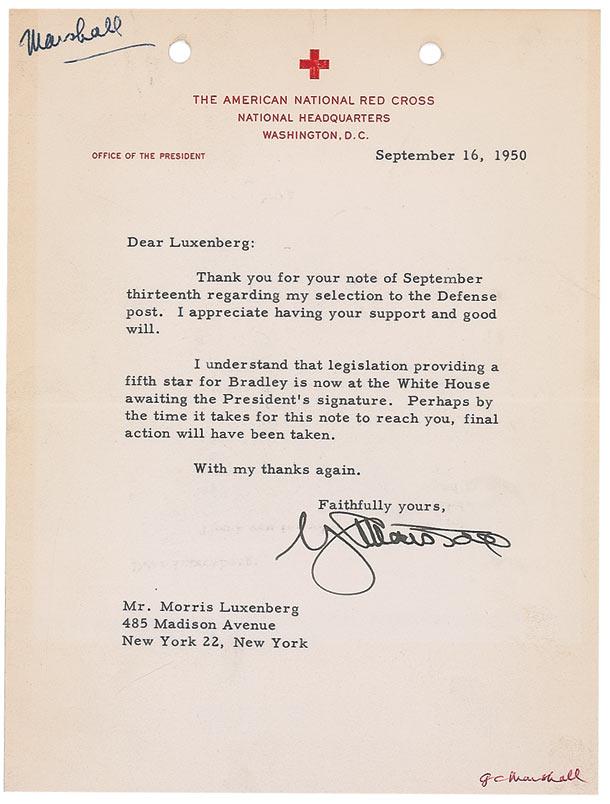 Marshall
THE AMERICAN NATIONAL RED CROSS
NATIONAL HEADQUARTERS
WASHINGTON, D.C.
OFFICE OF THE PRESIDENT
September 16, 1950
Dear Luxenberg:
Thank you for your note of September
thirteenth regarding my selection to the Defense
post. I appreciate having your support and good
will.
I understand that legislation providing a
fifth star for Bradley is now at the White House
awaiting the President's signature. Perhaps by
the time it takes for this note to reach you, final
action will have been taken.
With my thanks again.
Faithfully yours,
G. C. Marshall
Mr. Morris Luxenberg
485 Madison Avenue
New York 22, New York
G C Marshall